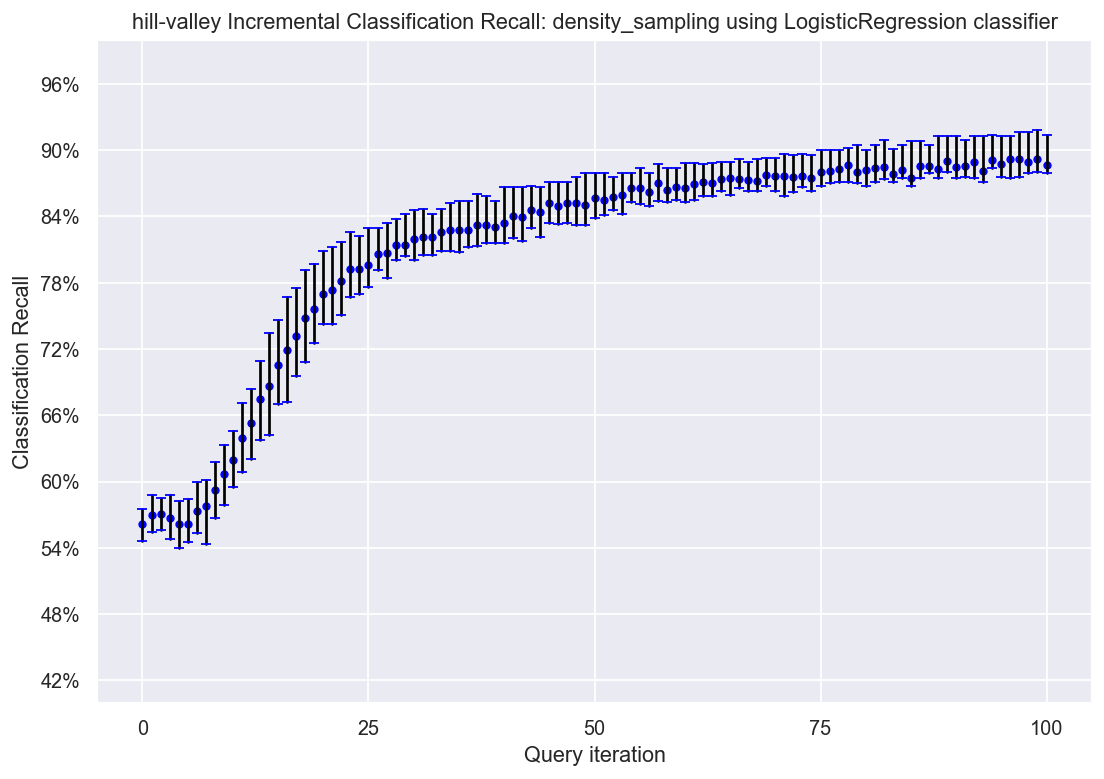 hill-valley Incremental Classification Recall: density_sampling using LogisticRegression classifier
96%
90%
84%
78%
72%
66%
60%
54%
48%
42%
Classification Recall
0 25 50 75 100
Query iteration